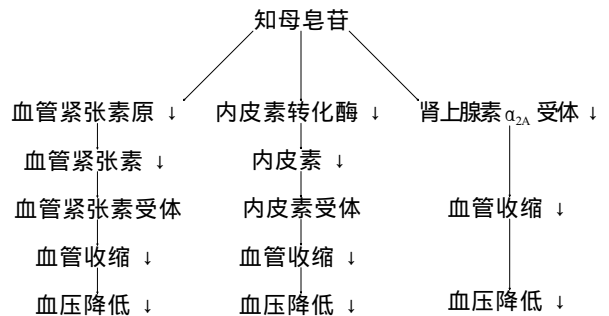 知母皂苷
血管紧张素原 ↓ 内皮素转化酶 ↓ 肾上腺素 α2A 受体 ↓
血管紧张素 ↓ 内皮素 ↓
血管紧张素受体 内皮素受体 血管收缩 ↓
血管收缩 ↓ 血管收缩 ↓
血压降低 ↓ 血压降低 ↓ 血压降低 ↓